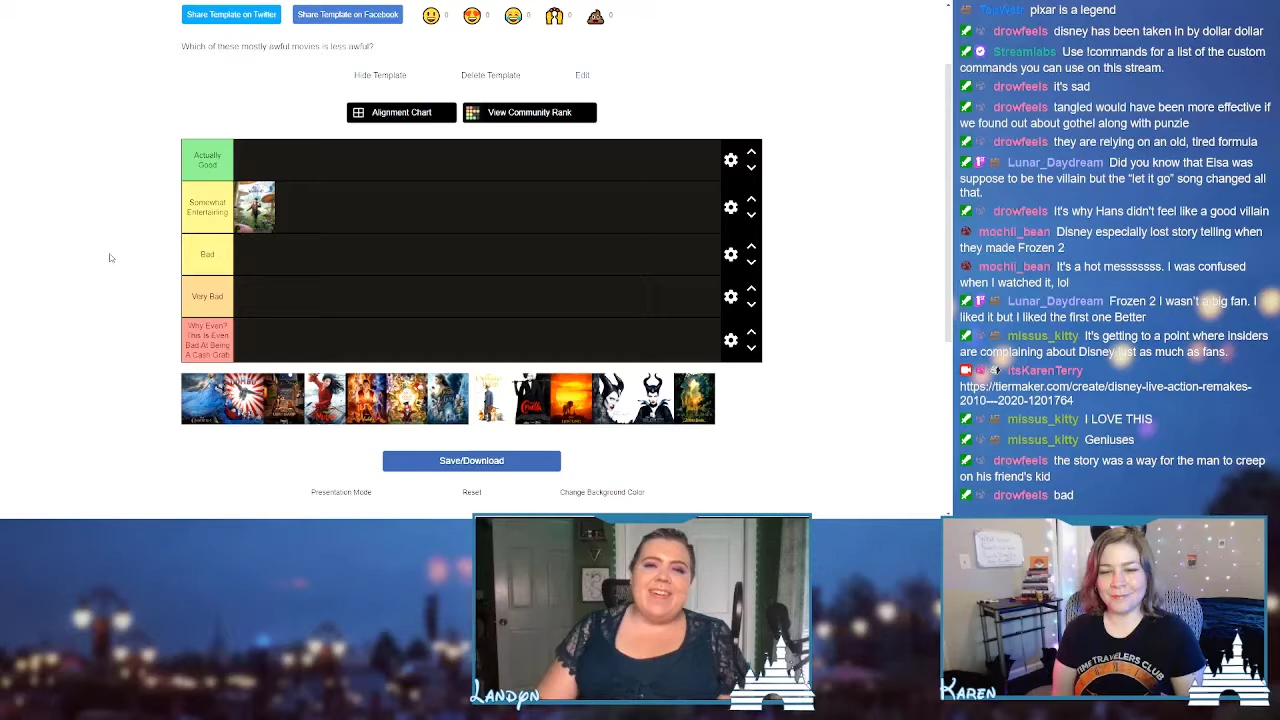 Share Template on Twitter
Share Template on Facebook
0
0
0
0
0
Which of these mostly awful movies is less awful?
Hide Template
Delete Template
Edit
Alignment Chart
View Community Rank
Actually
Good
Somewhat
Entertaining
Bad
Very Bad
Why Even?
This Is Even
Bad At Being
A Cash Grab
Save/Download
Presentation Mode
Reset
Change Background Color
pixar is a legend
drowfeels disney has been taken in by dollar dollar
Streamlabs Use !commands for a list of the custom
commands you can use on this stream.
drowfeels it's sad
drowfeels tangled would have been more effective if
we found out about gothel along with punzie
drowfeels they are relying on an old tired formula
Lunar_Daydream Did you know that Elsa was
suppose to be the villain but the "let it go" song changed all
that.
drowfeels It's why Hans didn't feel like a good villain
mochii_bean Disney especially lost story telling when
they made Frozen 2
mochii_bean It's a hot messsssss. I was confused
when I watched it, lol
Lunar_Daydream Frozen 2 I wasn't a big fan. I
liked it but I liked the first one Better
missus_kitty It's getting to a point where insiders
are complaining about Disney just as much as fans.
itsKarenTerry
https://tiermaker.com/create/disney-live-action-remakes-
2010---2020-1201764
missus_kitty I LOVE THIS
missus_kitty Geniuses
drowfeels the story was a way for the man to creep
on his friend's kid
drowfeels bad
TIME TRAVELERS CLUB
Landyn
Karen